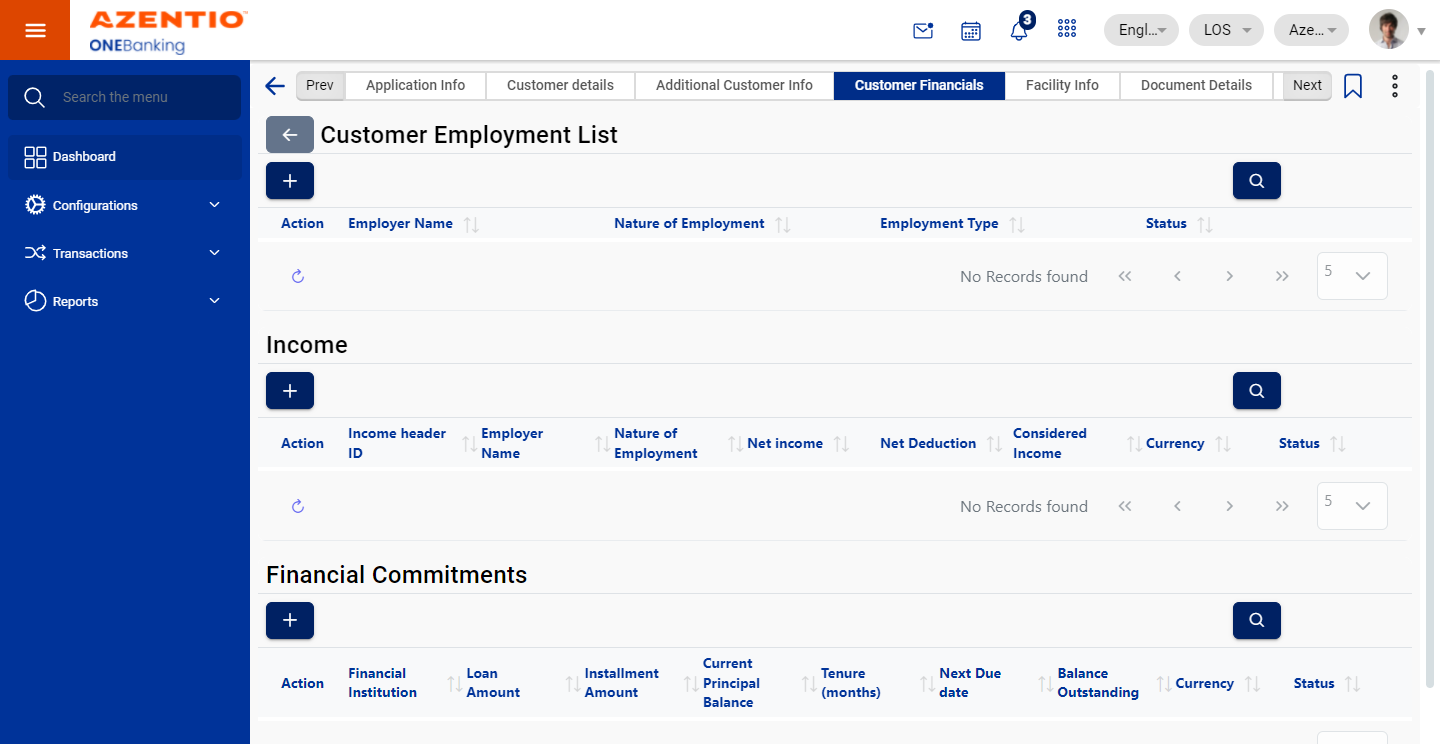 AZENTIO
ONEBanking
3
Engl...
LOS
Aze...
Search the menu
Dashboard
Configurations
Transactions
Reports
Prev
Application Info
Customer details
Additional Customer Info
Customer Financials
Facility Info
Document Details
Next
Customer Employment List
Action
Employer Name
Nature of Employment
Employment Type
Status
No Records found
5
Income
Action
Income header
ID
Employer
Name
Nature of
Employment
Net income
Net Deduction
Considered
Income
Currency
Status
No Records found
5
Financial Commitments
Action
Financial
Institution
Loan
Amount
Installment
Amount
Current
Principal
Balance
Tenure
(months)
Next Due
date
Balance
Outstanding
Currency
Status